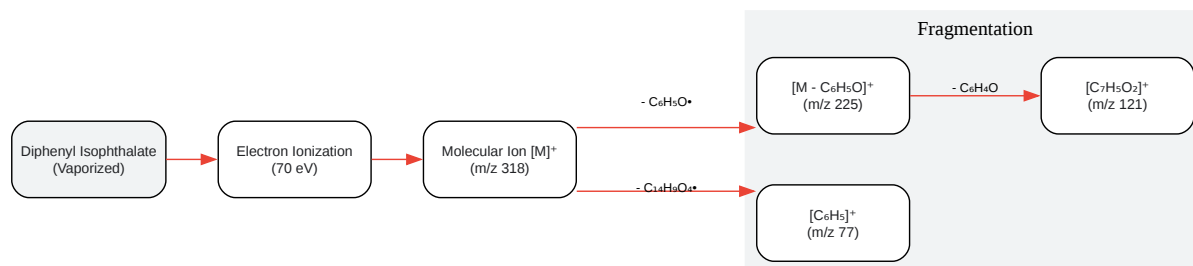 Fragmentation
Diphenyl Isophthalate
(Vaporized)
Electron Ionization
(70 eV)
Molecular Ion [M]⁺
(m/z 318)
- C₆H₅O•
[M - C₆H₅O]⁺
(m/z 225)
- C₆H₄O
[C₇H₅O₂]⁺
(m/z 121)
- C₁₄H₉O₄•
[C₆H₅]⁺
(m/z 77)